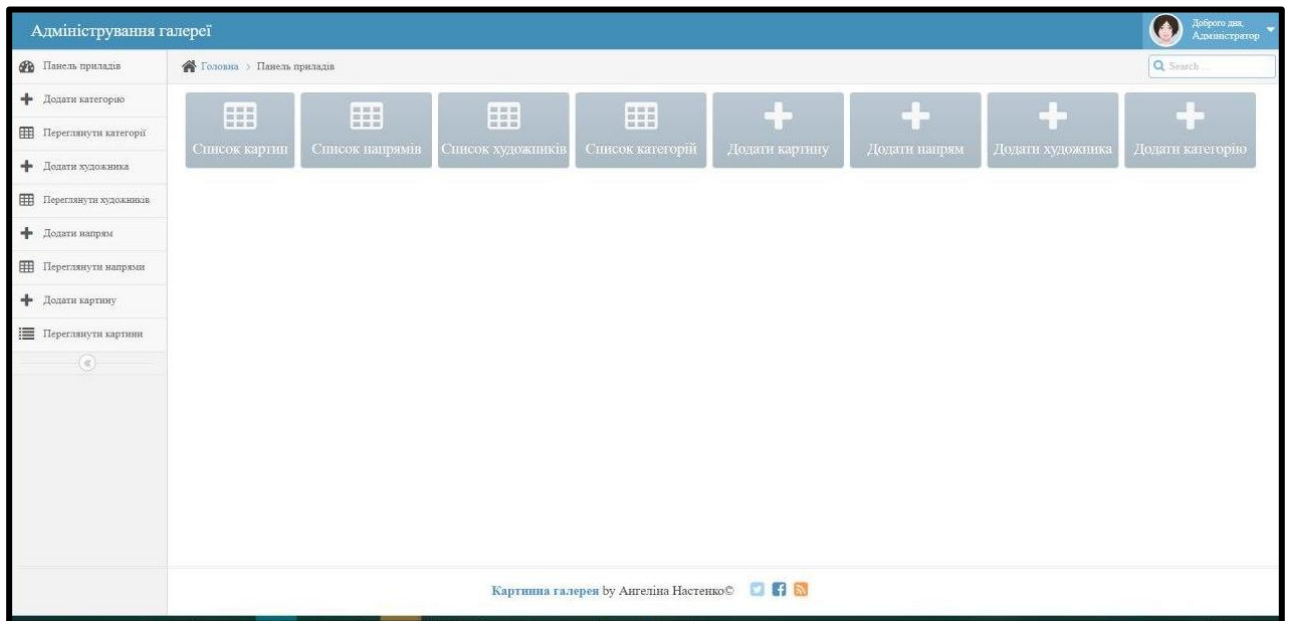 Адміністрування галереї
Доброго дня,
Адміністратор
Панель приладів
Головна > Панель приладів
Search ...
Додати категорію
Переглянути категорії
Додати художника
Переглянути художників
Додати напрям
Переглянути напрями
Додати картину
Переглянути картини
Список картин
Список напрямів
Список художників
Список категорій
Додати картину
Додати напрям
Додати художника
Додати категорію
Картинна галерея by Ангеліна Настенко©